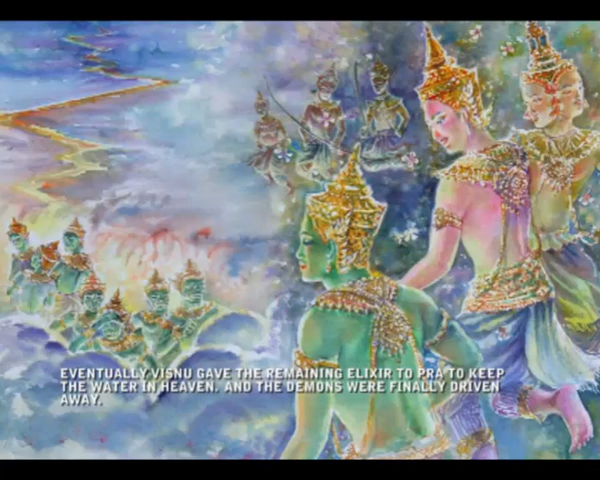 EVENTUALLY VISNU GAVE THE REMAINING ELIXIR TO PRA TO KEEP
THE WATER IN HEAVEN. AND THE DEMONS WERE FINALLY DRIVEN
AWAY.